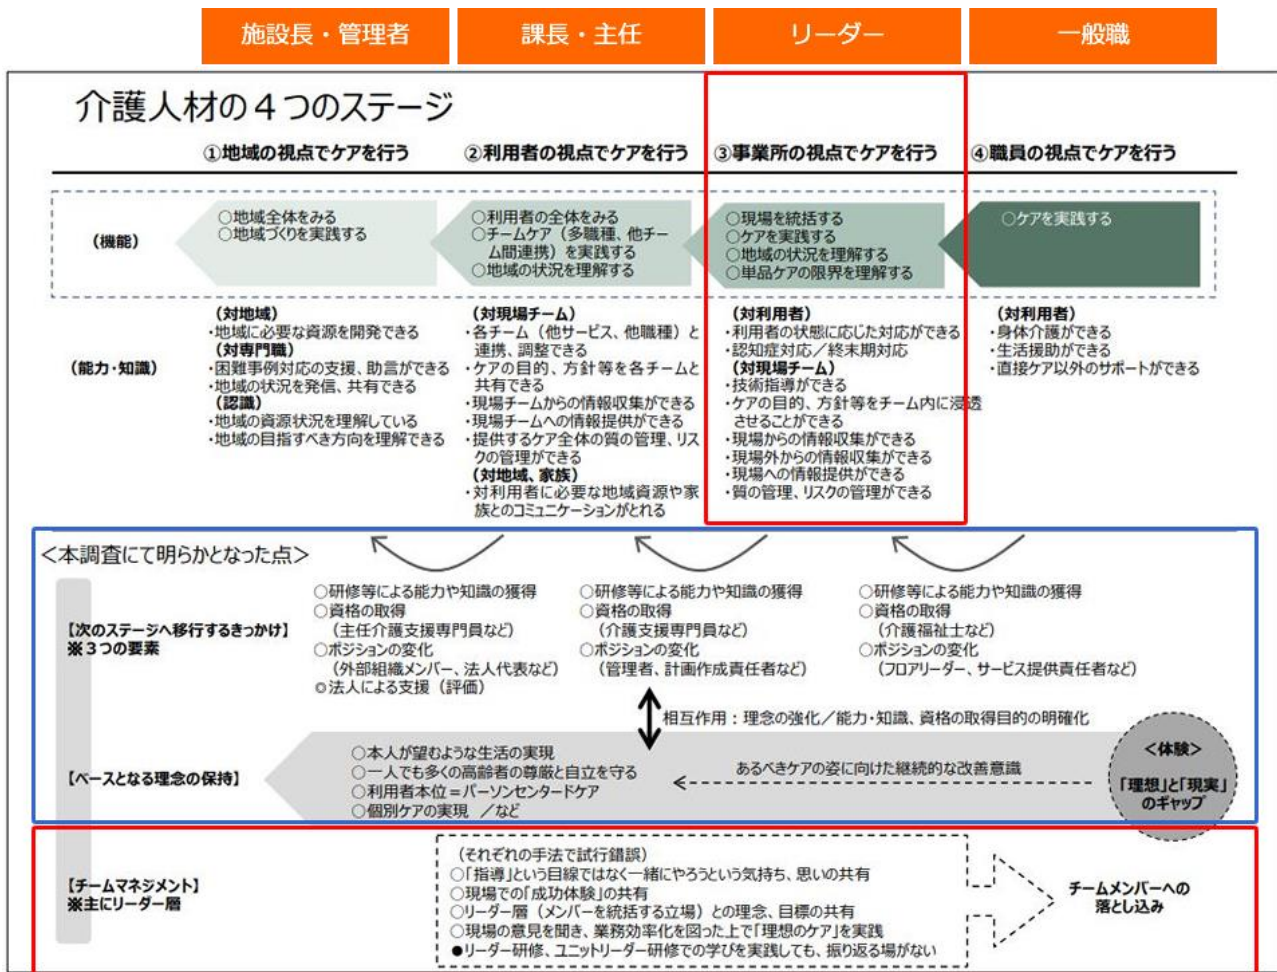 施設長・管理者
課長・主任
リーダー
一般職
介護人材の４つのステージ
①地域の視点でケアを行う
②利用者の視点でケアを行う
③事業所の視点でケアを行う
④職員の視点でケアを行う
（機能）
○地域全体をみる
○地域づくりを実践する
○利用者の全体をみる
○チームケア（多職種、他チー
ム間連携）を実践する
○地域の状況を理解する
○現場を統括する
○ケアを実践する
○地域の状況を理解する
○単品ケアの限界を理解する
○ケアを実践する
（能力・知識）
（対地域）
・地域に必要な資源を開発できる
（対専門職）
・困難事例対応の支援、助言ができる
・地域の状況を発信、共有できる
（認識）
・地域の資源状況を理解している
・地域の目指すべき方向を理解できる
（対現場チーム）
・各チーム（他サービス、他職種）と
連携、調整できる
・ケアの目的、方針等を各チームと
共有できる
・現場チームからの情報収集ができる
・現場チームへの情報提供ができる
・提供するケア全体の質の管理、リス
クの管理ができる
（対地域、家族）
・対利用者に必要な地域資源や家
族とのコミュニケーションがとれる
（対利用者）
・利用者の状態に応じた対応ができる
・認知症対応／終末期対応
（対現場チーム）
・技術指導ができる
・ケアの目的、方針等をチーム内に浸透
させることができる
・現場からの情報収集ができる
・現場外からの情報収集ができる
・現場への情報提供ができる
・質の管理、リスクの管理ができる
（対利用者）
・身体介護ができる
・生活援助ができる
・直接ケア以外のサポートができる
＜本調査にて明らかとなった点＞
【次のステージへ移行するきっかけ】
※３つの要素
○研修等による能力や知識の獲得
○資格の取得
（主任介護支援専門員など）
○ポジションの変化
（外部組織メンバー、法人代表など）
◎法人による支援（評価）
○研修等による能力や知識の獲得
○資格の取得
（介護支援専門員など）
○ポジションの変化
（管理者、計画作成責任者など）
○研修等による能力や知識の獲得
○資格の取得
（介護福祉士など）
○ポジションの変化
（フロアリーダー、サービス提供責任者など）
相互作用：理念の強化／能力・知識、資格の取得目的の明確化
【ベースとなる理念の保持】
○本人が望むような生活の実現
○一人でも多くの高齢者の尊厳と自立を守る
○利用者本位＝パーソンセンタードケア
○個別ケアの実現　／など
あるべきケアの姿に向けた継続的な改善意識
＜体験＞
「理想」と「現実」
のギャップ
【チームマネジメント】
※主にリーダー層
（それぞれの手法で試行錯誤）
○「指導」という目線ではなく一緒にやろうという気持ち、思いの共有
○現場での「成功体験」の共有
○リーダー層（メンバーを統括する立場）との理念、目標の共有
○現場の意見を聞き、業務効率化を図った上で「理想のケア」を実践
●リーダー研修、ユニットリーダー研修での学びを実践しても、振り返る場がない
チームメンバーへの
落とし込み